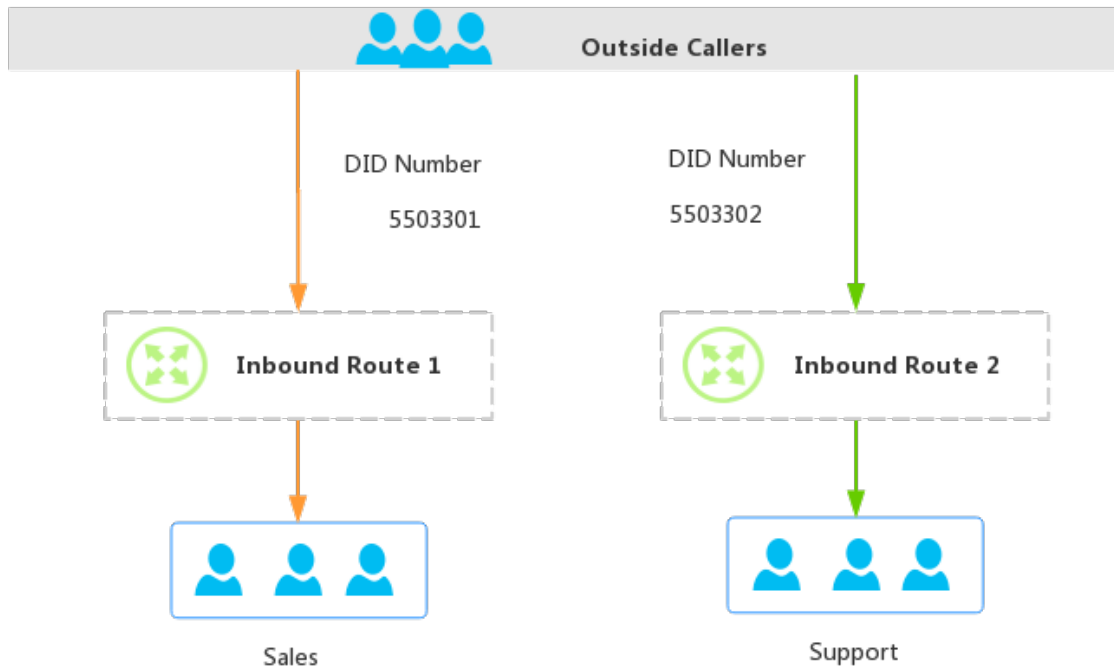 Outside Callers
DID Number
5503301
DID Number
5503302
Inbound Route 1
Inbound Route 2
Sales
Support